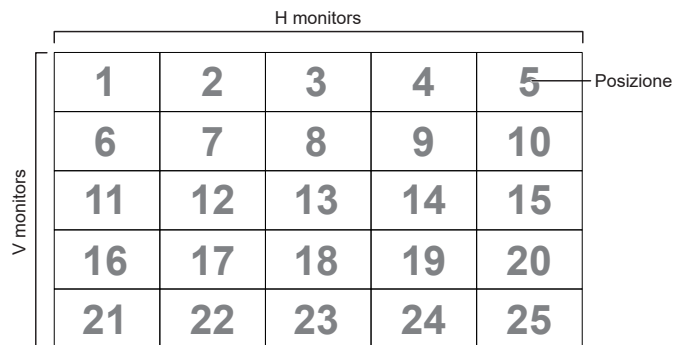 H monitors
V monitors
1 2 3 4 5 Posizione
6 7 8 9 10
11 12 13 14 15
16 17 18 19 20
21 22 23 24 25